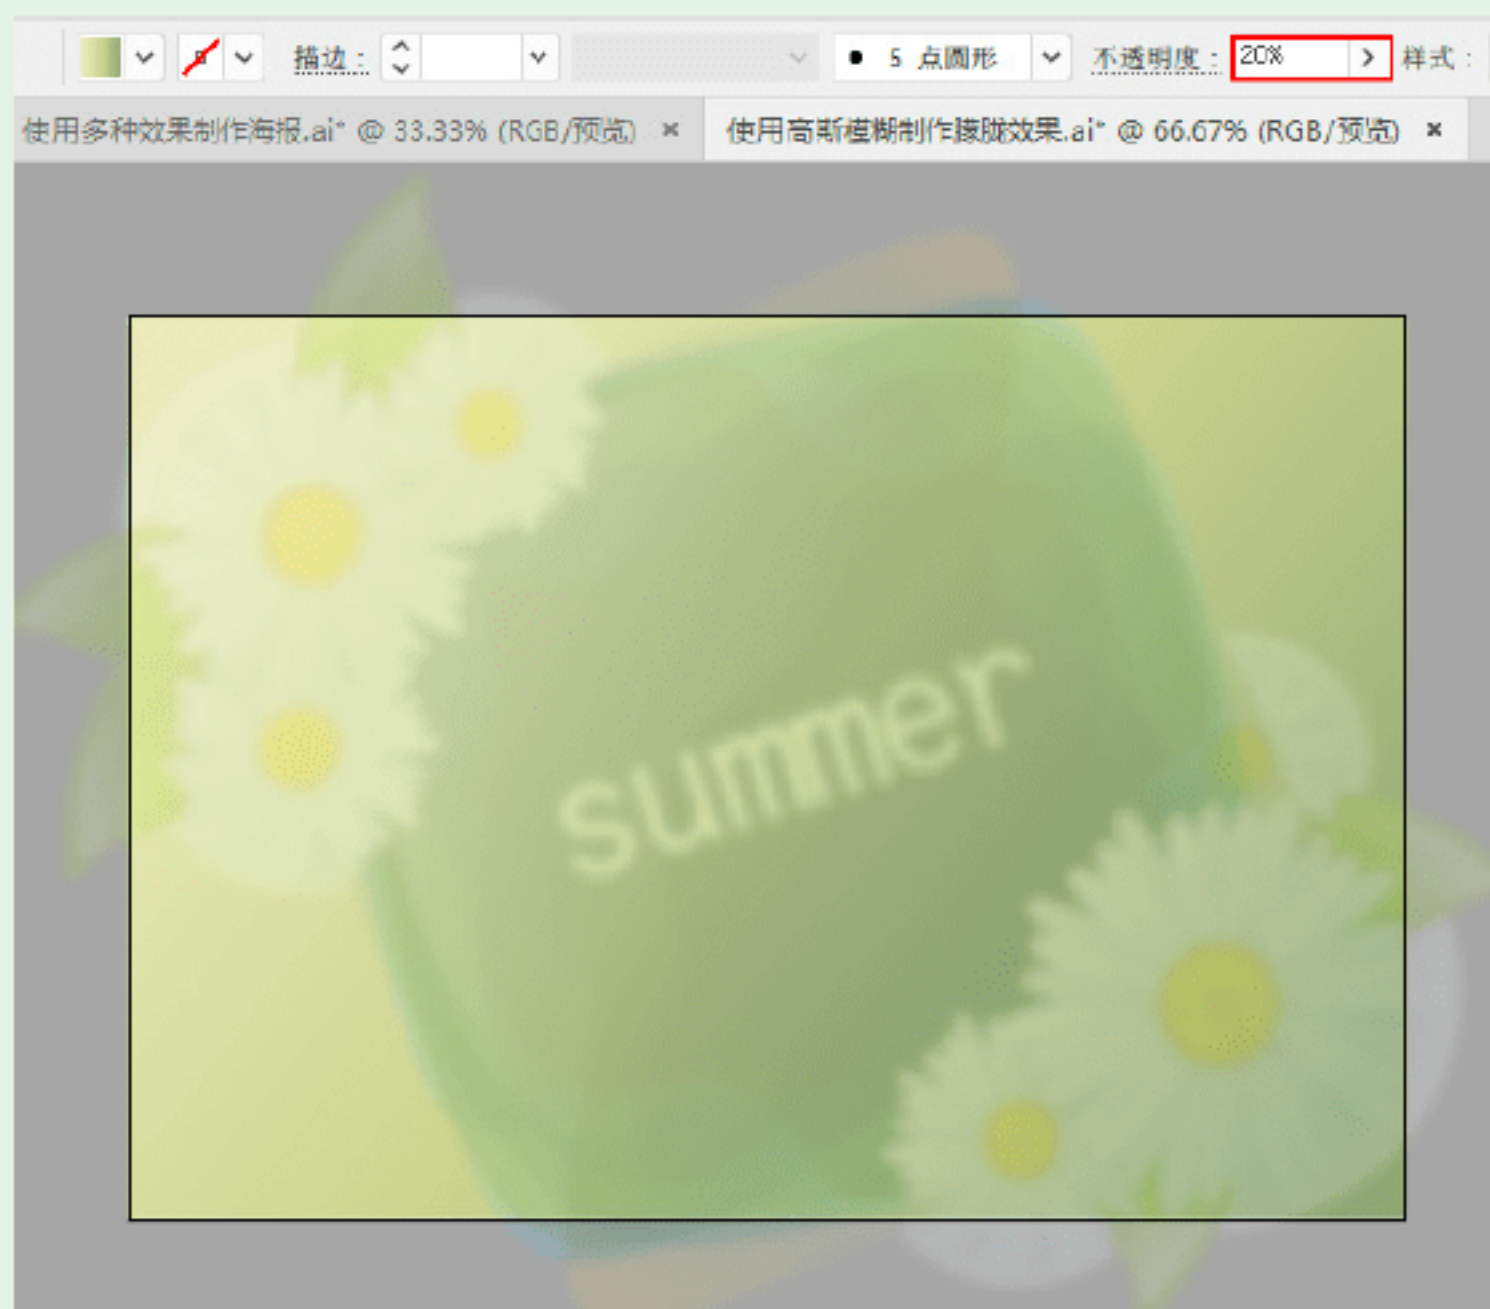 描边： 5 点圆形 不透明度： 20% 样式：
使用多种效果制作海报.ai* @ 33.33% (RGB/预览) × 使用高斯模糊制作朦胧效果.ai* @ 66.67% (RGB/预览) ×
summer